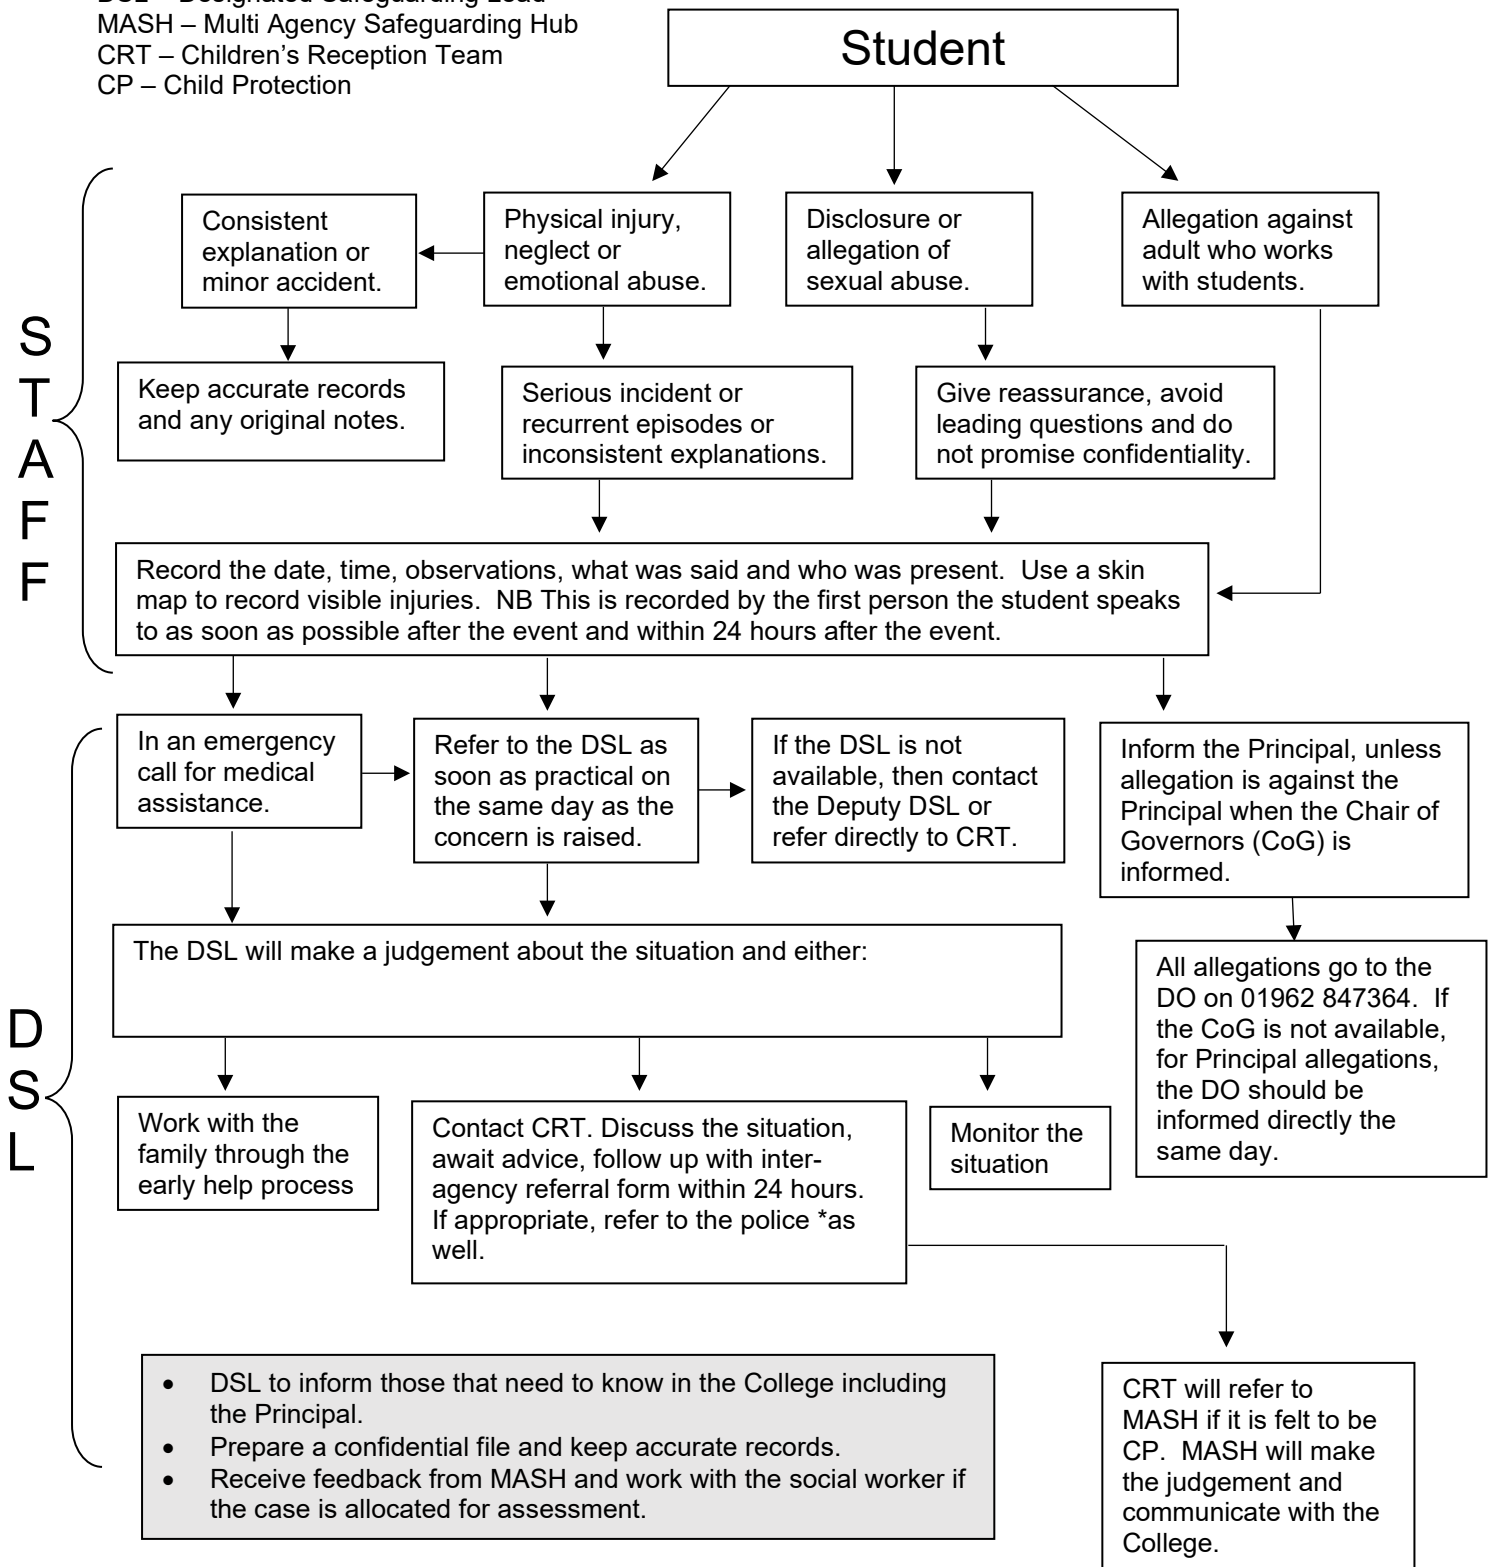 DSL – Designated Safeguarding Lead
MASH – Multi Agency Safeguarding Hub
CRT – Children's Reception Team
CP – Child Protection
Student
S
T
A
F
F
Consistent
explanation or
minor accident.
Physical injury,
neglect or
emotional abuse.
Disclosure or
allegation of
sexual abuse.
Allegation against
adult who works
with students.
Keep accurate records
and any original notes.
Serious incident or
recurrent episodes or
inconsistent explanations.
Give reassurance, avoid
leading questions and do
not promise confidentiality.
Record the date, time, observations, what was said and who was present.  Use a skin
map to record visible injuries.  NB This is recorded by the first person the student speaks
to as soon as possible after the event and within 24 hours after the event.
D
S
L
In an emergency
call for medical
assistance.
Refer to the DSL as
soon as practical on
the same day as the
concern is raised.
If the DSL is not
available, then contact
the Deputy DSL or
refer directly to CRT.
Inform the Principal, unless
allegation is against the
Principal when the Chair of
Governors (CoG) is
informed.
The DSL will make a judgement about the situation and either:
All allegations go to the
DO on 01962 847364.  If
the CoG is not available,
for Principal allegations,
the DO should be
informed directly the
same day.
Work with the
family through the
early help process
Contact CRT. Discuss the situation,
await advice, follow up with inter-
agency referral form within 24 hours.
If appropriate, refer to the police *as
well.
Monitor the
situation
• DSL to inform those that need to know in the College including
the Principal.
• Prepare a confidential file and keep accurate records.
• Receive feedback from MASH and work with the social worker if
the case is allocated for assessment.
CRT will refer to
MASH if it is felt to be
CP.  MASH will make
the judgement and
communicate with the
College.